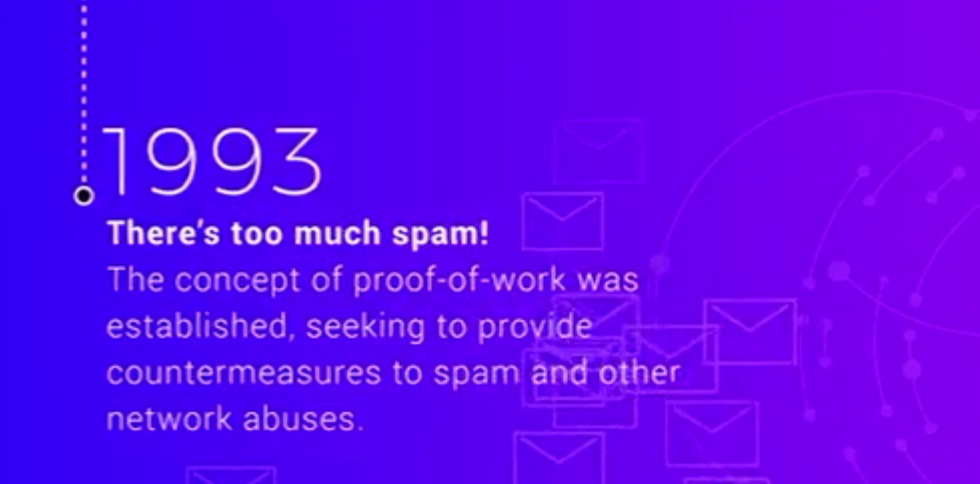 1993
There's too much spam!
The concept of proof-of-work was
established, seeking to provide
countermeasures to spam and other
network abuses.